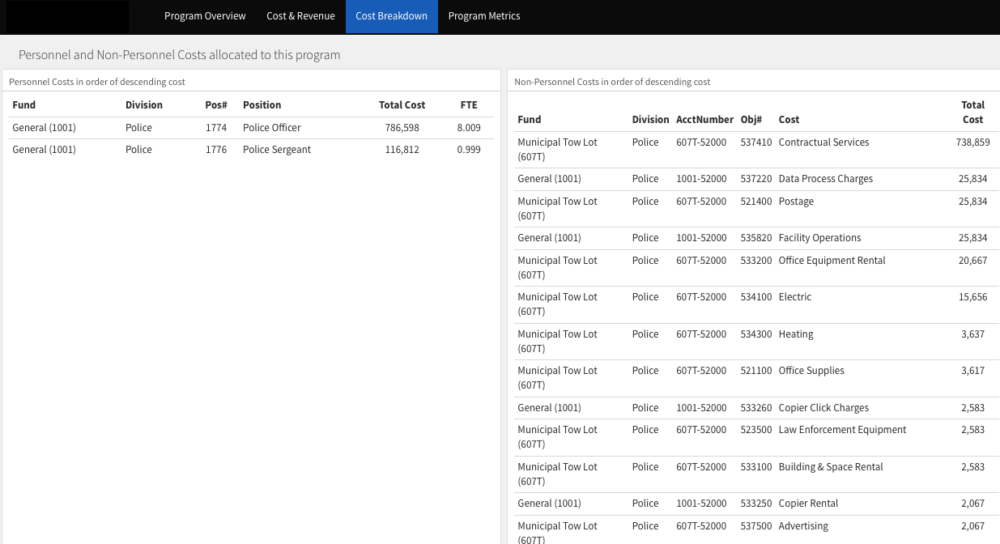 Program Overview Cost & Revenue Cost Breakdown Program Metrics
Personnel and Non-Personnel Costs allocated to this program
Personnel Costs in order of descending cost
Fund Division Pos# Position Total Cost FTE
General (1001) Police 1774 Police Officer 786,598 8.009
General (1001) Police 1776 Police Sergeant 116,812 0.999
Non-Personnel Costs in order of descending cost
Total
Fund Division AcctNumber Obj# Cost Cost
Municipal Tow Lot Police 607T-52000 537410 Contractual Services 738,859
(607T)
General (1001) Police 1001-52000 537220 Data Process Charges 25,834
Municipal Tow Lot Police 607T-52000 521400 Postage 25,834
(607T)
General (1001) Police 1001-52000 535820 Facility Operations 25,834
Municipal Tow Lot Police 607T-52000 533200 Office Equipment Rental 20,667
(607T)
Municipal Tow Lot Police 607T-52000 534100 Electric 15,656
(607T)
Municipal Tow Lot Police 607T-52000 534300 Heating 3,637
(607T)
Municipal Tow Lot Police 607T-52000 521100 Office Supplies 3,617
(607T)
General (1001) Police 1001-52000 533260 Copier Click Charges 2,583
Municipal Tow Lot Police 607T-52000 523500 Law Enforcement Equipment 2,583
(607T)
Municipal Tow Lot Police 607T-52000 533100 Building & Space Rental 2,583
(607T)
General (1001) Police 1001-52000 533250 Copier Rental 2,067
Municipal Tow Lot Police 607T-52000 537500 Advertising 2,067
(607T)